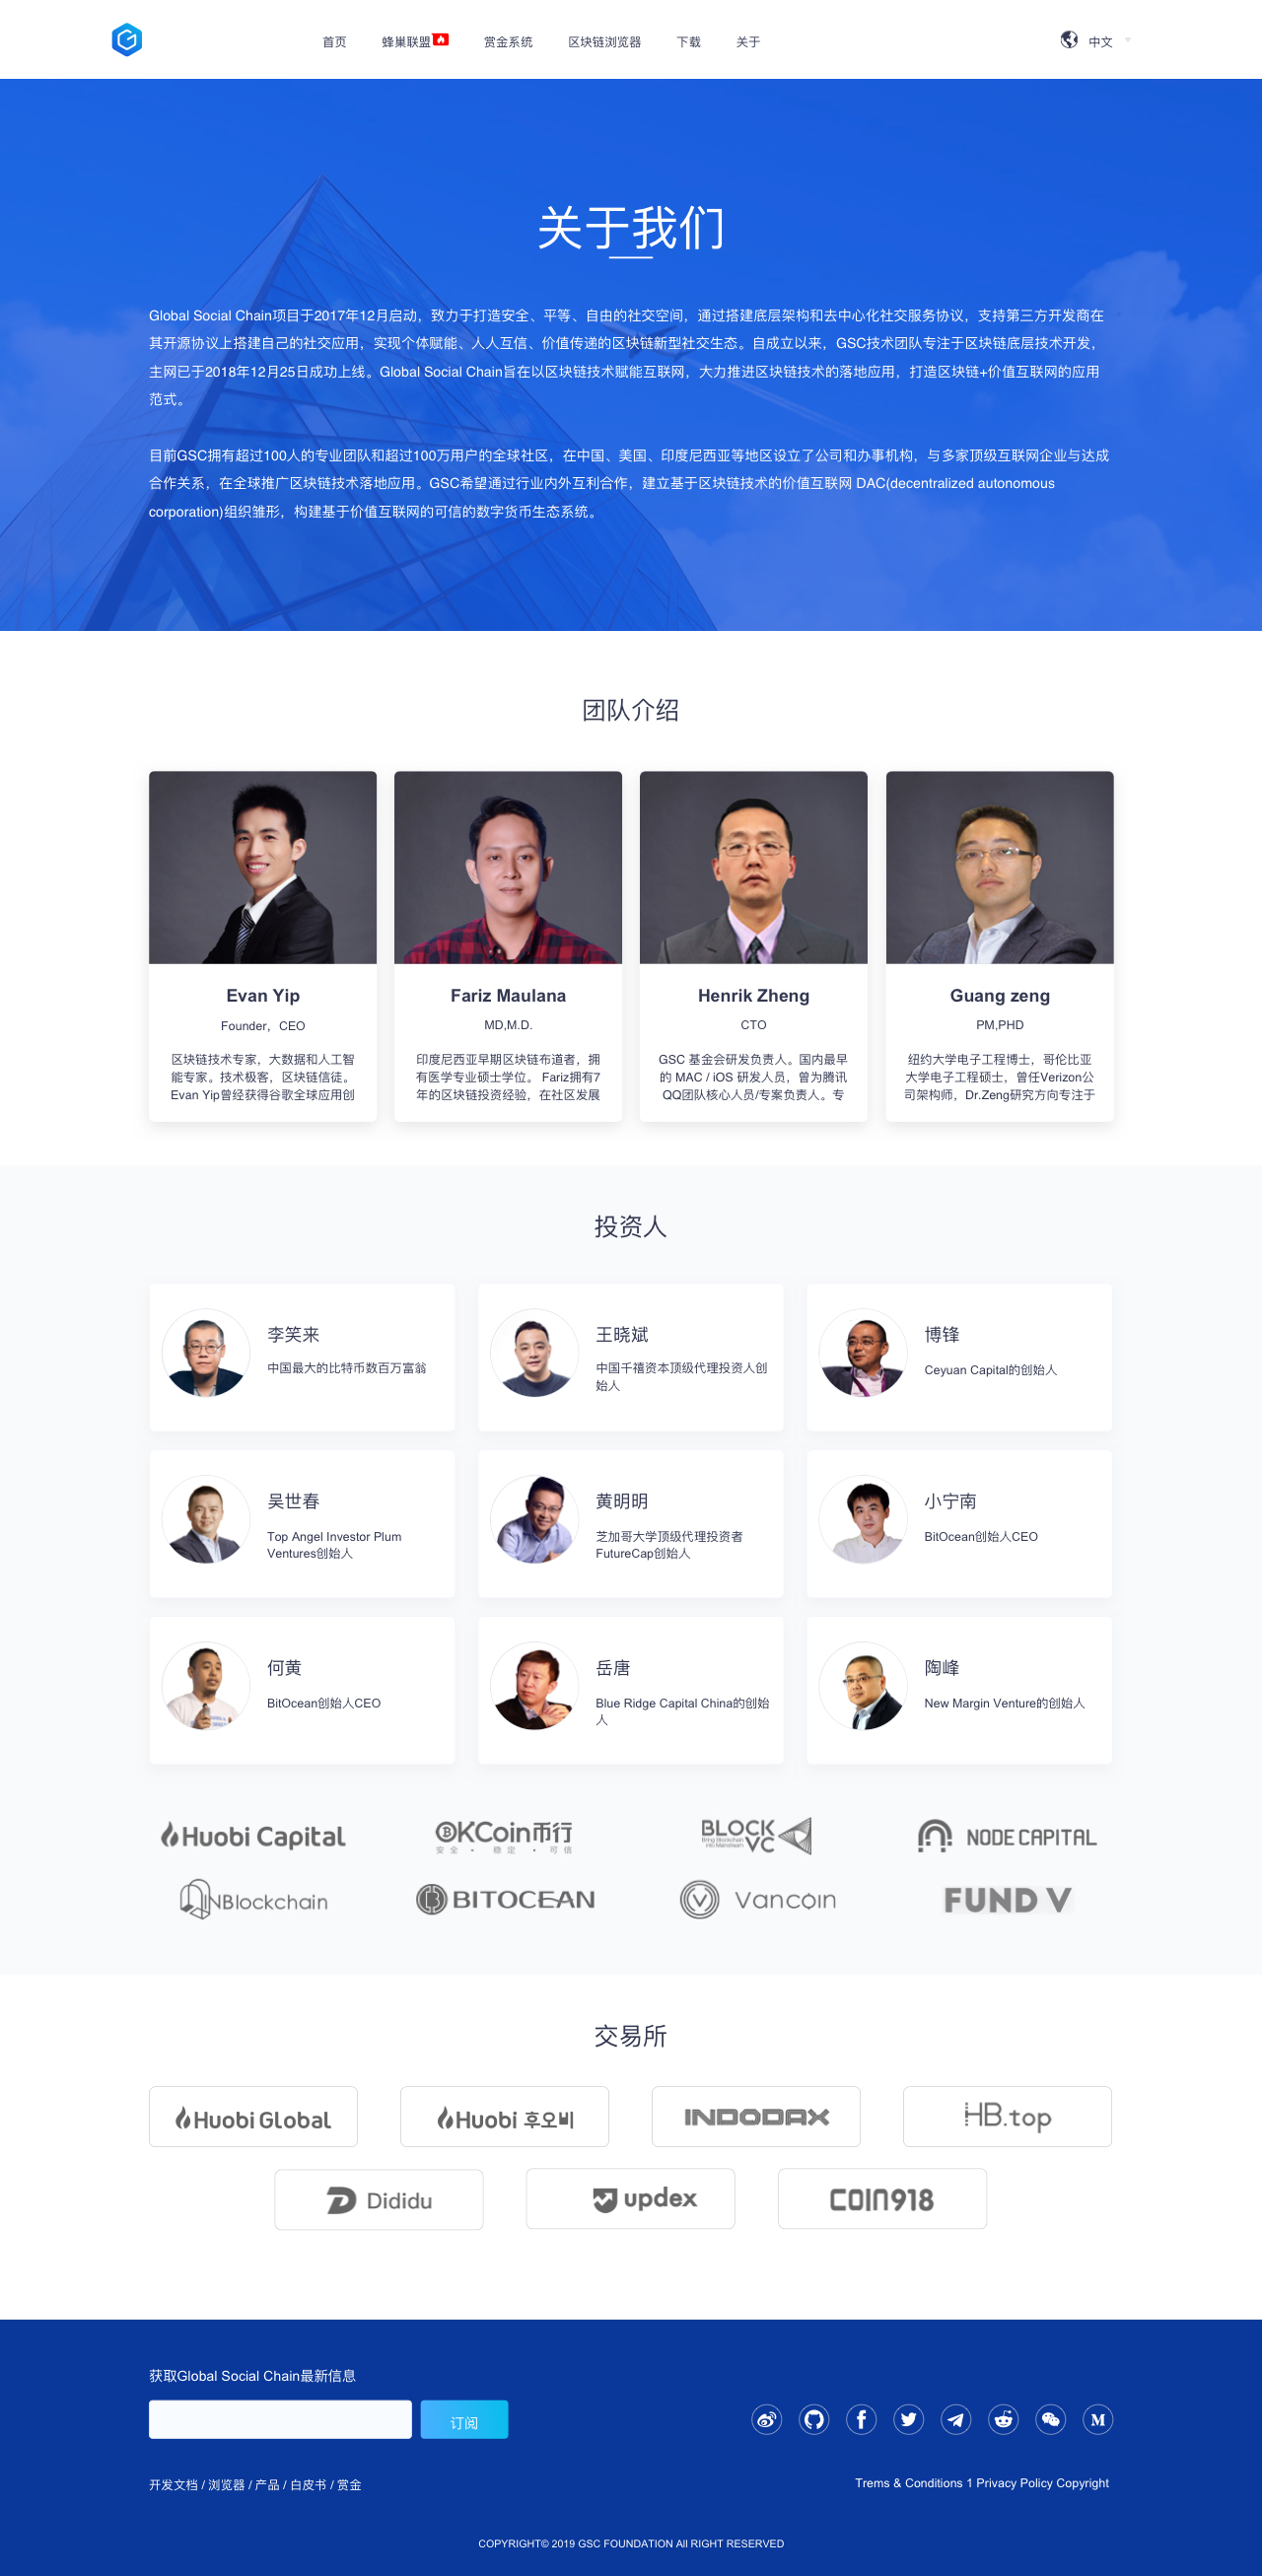 首页 蜂巢联盟 赏金系统 区块链浏览器 下载 关于 中文
关于我们
Global Social Chain项目于2017年12月启动，致力于打造安全、平等、自由的社交空间，通过搭建底层架构和去中心化社交服务协议，支持第三方开发商在
其开源协议上搭建自己的社交应用，实现个体赋能、人人互信、价值传递的区块链新型社交生态。自成立以来，GSC技术团队专注于区块链底层技术开发，
主网已于2018年12月25日成功上线。Global Social Chain旨在以区块链技术赋能互联网，大力推进区块链技术的落地应用，打造区块链+价值互联网的应用
范式。
目前GSC拥有超过100人的专业团队和超过100万用户的全球社区，在中国、美国、印度尼西亚等地区设立了公司和办事机构，与多家顶级互联网企业与达成
合作关系，在全球推广区块链技术落地应用。GSC希望通过行业内外互利合作，建立基于区块链技术的价值互联网 DAC(decentralized autonomous
corporation)组织雏形，构建基于价值互联网的可信的数字货币生态系统。
团队介绍
Evan Yip
Founder，CEO
区块链技术专家，大数据和人工智
能专家。技术极客，区块链信徒。
Evan Yip曾经获得谷歌全球应用创
Fariz Maulana
MD,M.D.
印度尼西亚早期区块链布道者，拥
有医学专业硕士学位。 Fariz拥有7
年的区块链投资经验，在社区发展
Henrik Zheng
CTO
GSC 基金会研发负责人。国内最早
的 MAC / iOS 研发人员，曾为腾讯
QQ团队核心人员/专案负责人。专
Guang zeng
PM,PHD
纽约大学电子工程博士，哥伦比亚
大学电子工程硕士，曾任Verizon公
司架构师，Dr.Zeng研究方向专注于
投资人
李笑来
中国最大的比特币数百万富翁
王晓斌
中国千禧资本顶级代理投资人创
始人
博锋
Ceyuan Capital的创始人
吴世春
Top Angel Investor Plum
Ventures创始人
黄明明
芝加哥大学顶级代理投资者
FutureCap创始人
小宁南
BitOcean创始人CEO
何黄
BitOcean创始人CEO
岳唐
Blue Ridge Capital China的创始
人
陶峰
New Margin Venture的创始人
Huobi Capital
OKCoin币行
安全 · 稳定 · 可信
BLOCK
Bring Blockchain
into Mainstream
VC
NODE CAPITAL
NBlockchain
BITOCEAN
Vancoin
FUND V
交易所
Huobi Global
Huobi 후오비
INDODAX
HB.top
Dididu
updex
COIN918
获取Global Social Chain最新信息
订阅
开发文档 / 浏览器 / 产品 / 白皮书 / 赏金
Trems & Conditions 1 Privacy Policy Copyright
COPYRIGHT© 2019 GSC FOUNDATION All RIGHT RESERVED